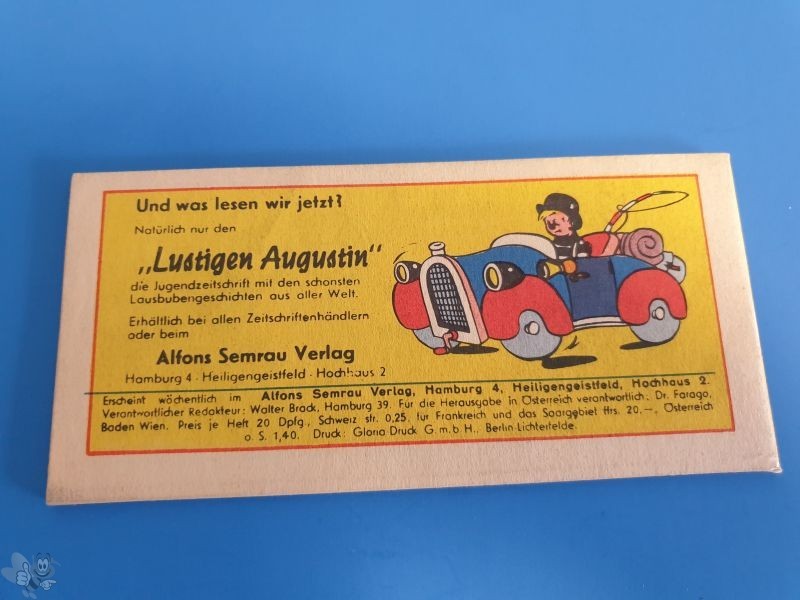 Und was lesen wir jetzt?
Natürlich nur den
„Lustigen Augustin"
die Jugendzeitschrift mit den schonsten
Lausbubengeschichten aus aller Welt.
Erhältlich bei allen Zeitschriftenhändlern
oder beim
Alfons Semrau Verlag
Hamburg 4 - Heiligengeistfeld - Hochhaus 2
Erscheint wöchentlich im Alfons Semrau Verlag, Hamburg 4, Heiligengeistfeld, Hochhaus 2.
Verantwortlicher Redakteur: Walter Brack, Hamburg 39. Für die Herausgabe in Österreich verantwortlich: Dr. Farago,
Baden Wien. Preis je Heft 20 Dpfg., Schweiz sfr. 0,25, für Frankreich und das Saargebiet ffrs. 20.–, Österreich
ö. S. 1,40. Druck: Gloria-Druck G.m.b.H., Berlin-Lichterfelde.